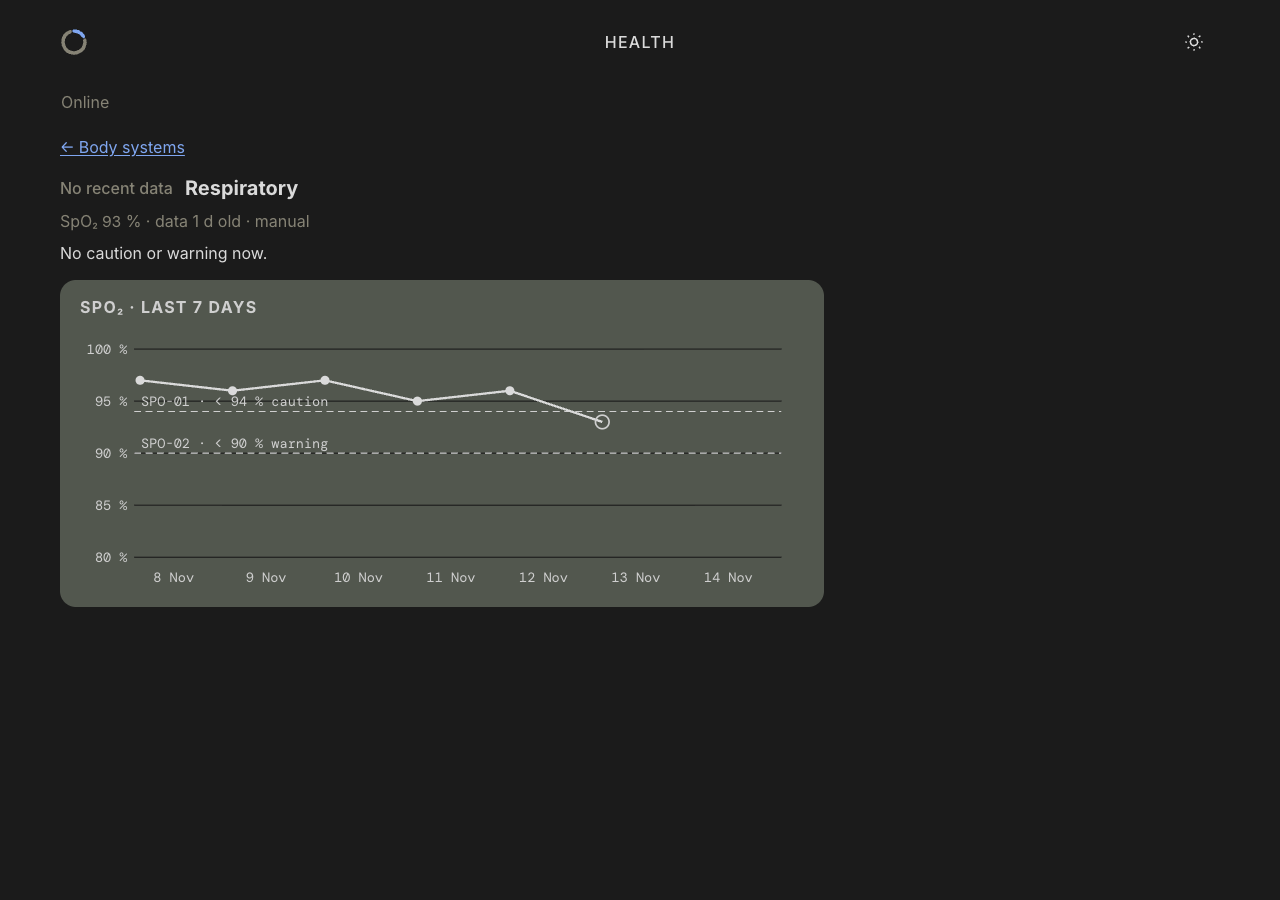 HEALTH
Online
← Body systems
No recent data Respiratory
SpO₂ 93 % · data 1 d old · manual
No caution or warning now.
SPO₂ · LAST 7 DAYS
100 %
95 %
SPO-01 · < 94 % caution
SPO-02 · < 90 % warning
90 %
85 %
80 %
8 Nov 9 Nov 10 Nov 11 Nov 12 Nov 13 Nov 14 Nov